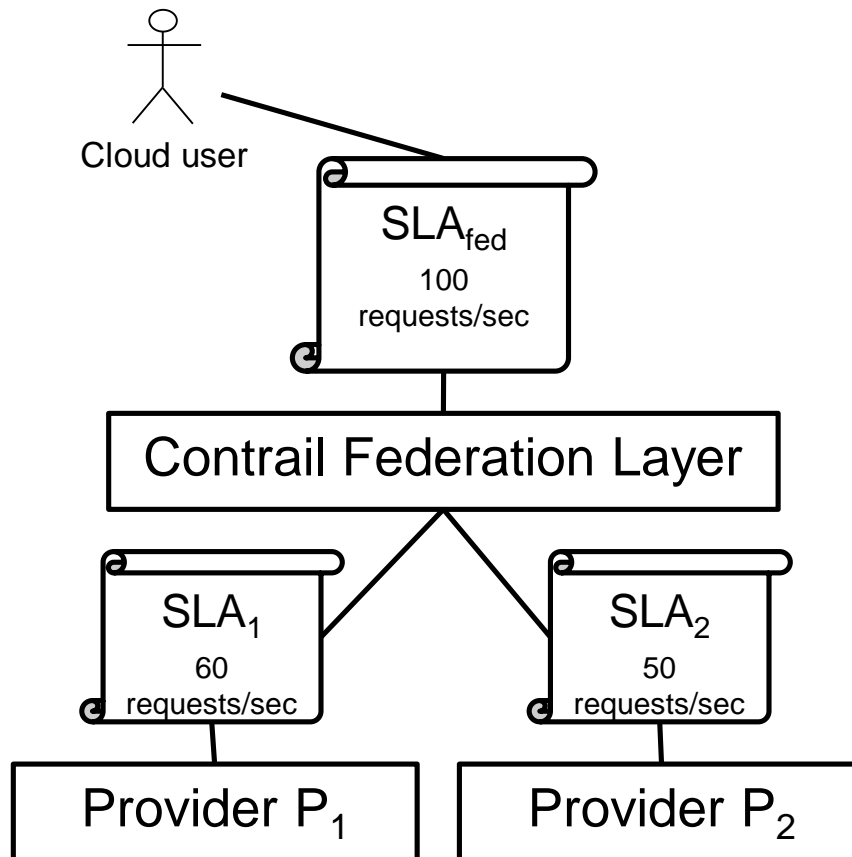 Cloud user
SLAfed
100
requests/sec
Contrail Federation Layer
SLA1
60
requests/sec
SLA2
50
requests/sec
Provider P1
Provider P2